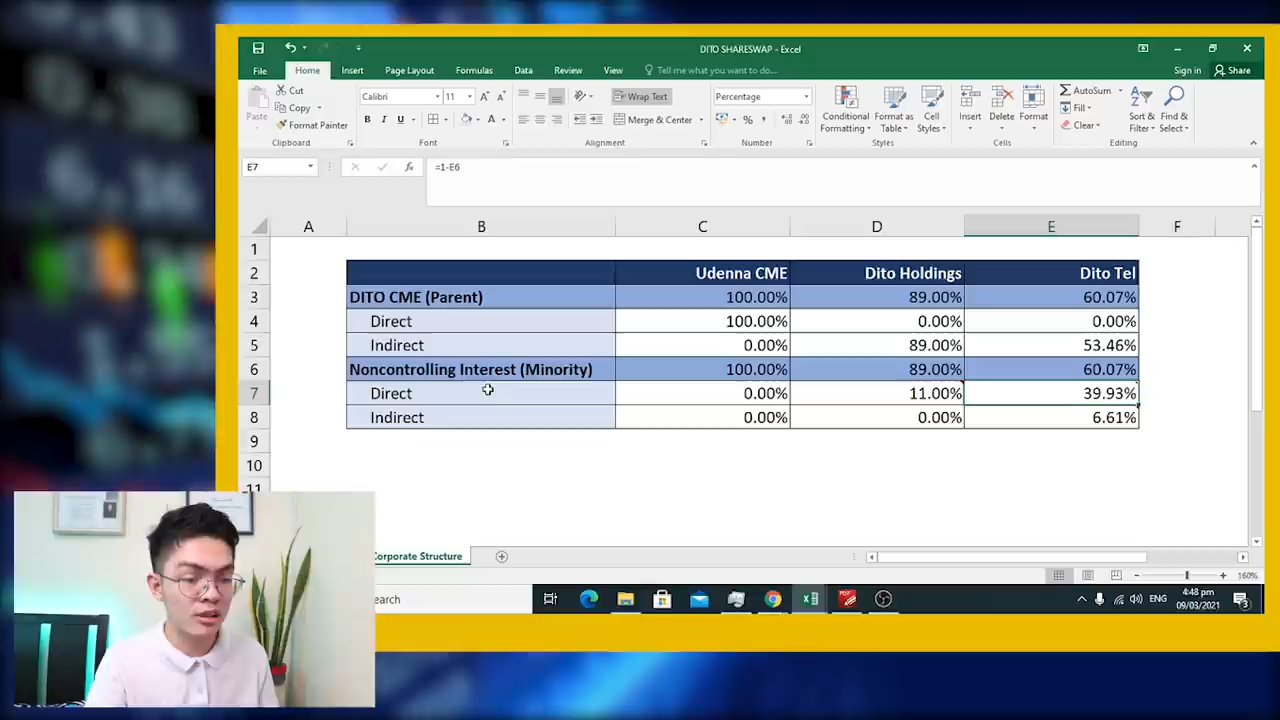 DITO SHARESWAP - Excel
File Home Insert Page Layout Formulas Data Review View Tell me what you want to do... Sign in Share
Paste Cut Copy Format Painter
Calibri 11 B I U
Wrap Text
Merge & Center
Percentage
Conditional Formatting Format as Table Cell Styles
Insert Delete Format
AutoSum Fill Clear
Sort & Filter Find & Select
Clipboard Font Alignment Number Styles Cells Editing
E7 fx =1-E6
A B C D E F
1
2 Udenna CME Dito Holdings Dito Tel
3 DITO CME (Parent) 100.00% 89.00% 60.07%
4 Direct 100.00% 0.00% 0.00%
5 Indirect 0.00% 89.00% 53.46%
6 Noncontrolling Interest (Minority) 100.00% 89.00% 60.07%
7 Direct 0.00% 11.00% 39.93%
8 Indirect 0.00% 0.00% 6.61%
9
10
11
Corporate Structure
160%
ENG 4:48 pm
09/03/2021
3